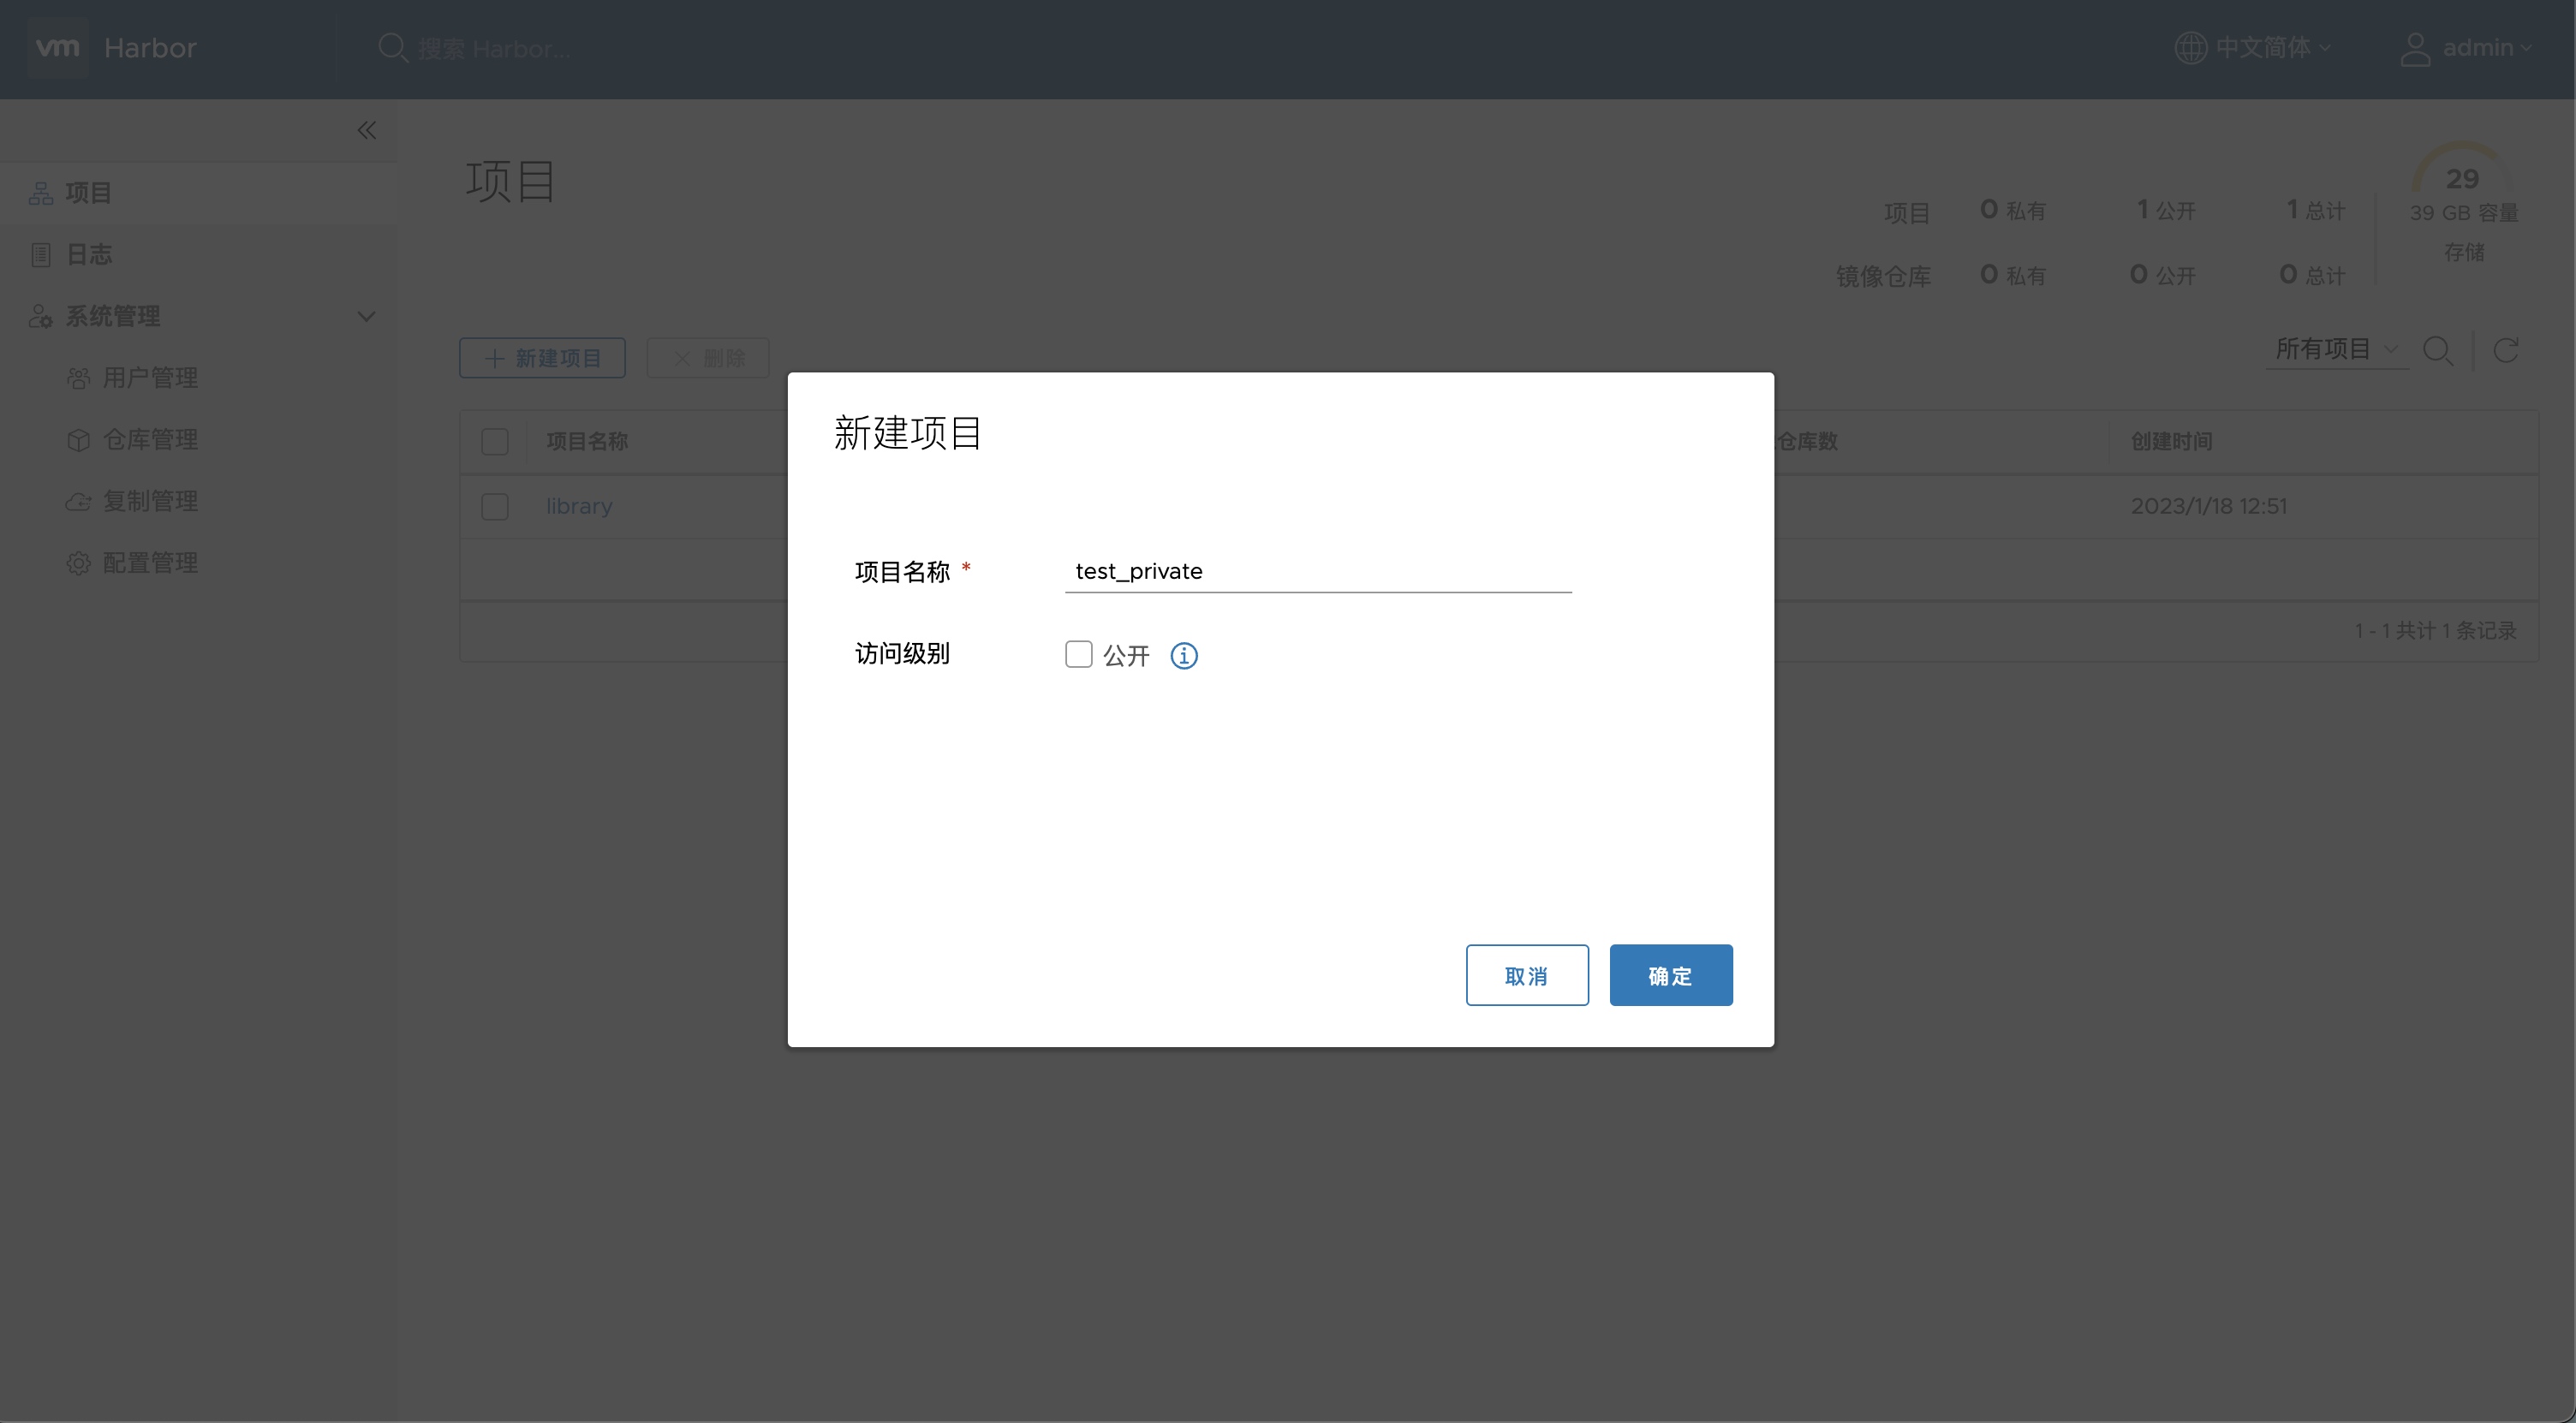 vm Harbor 搜索 Harbor... 中文简体 admin
项目
日志
系统管理
用户管理
仓库管理
复制管理
配置管理
项目
项目 0 私有 1 公开 1 总计
镜像仓库 0 私有 0 公开 0 总计
29
39 GB 容量
存储
新建项目 删除 所有项目
项目名称 仓库数 创建时间
library 2023/1/18 12:51
1 - 1 共计 1 条记录
新建项目
项目名称 * test_private
访问级别 公开
取消 确定